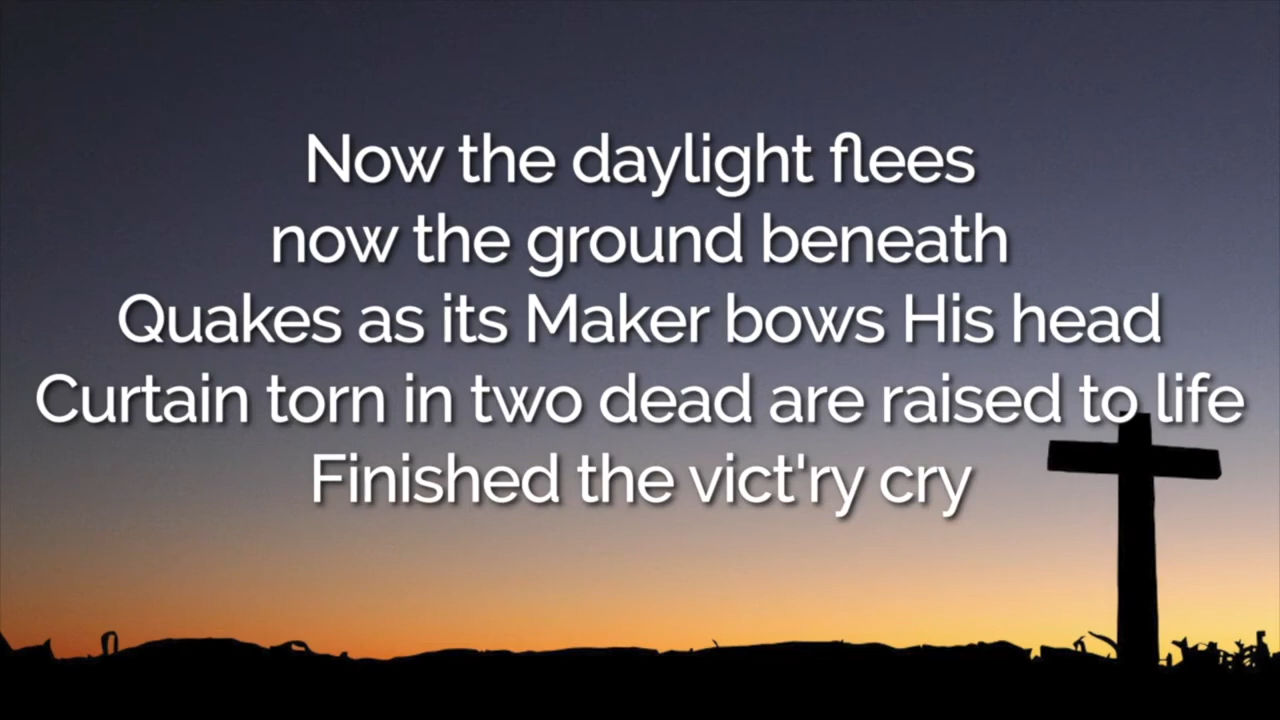 Now the daylight flees
now the ground beneath
Quakes as its Maker bows His head
Curtain torn in two dead are raised to life
Finished the vict'ry cry